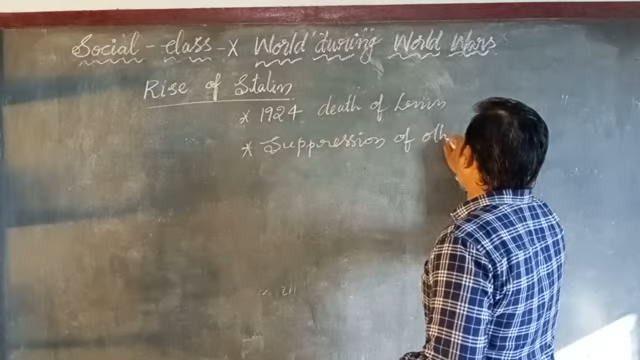 Social - class - X World during World Wars
Rise of Stalin
* 1924 death of Lenin
* Suppression of oth